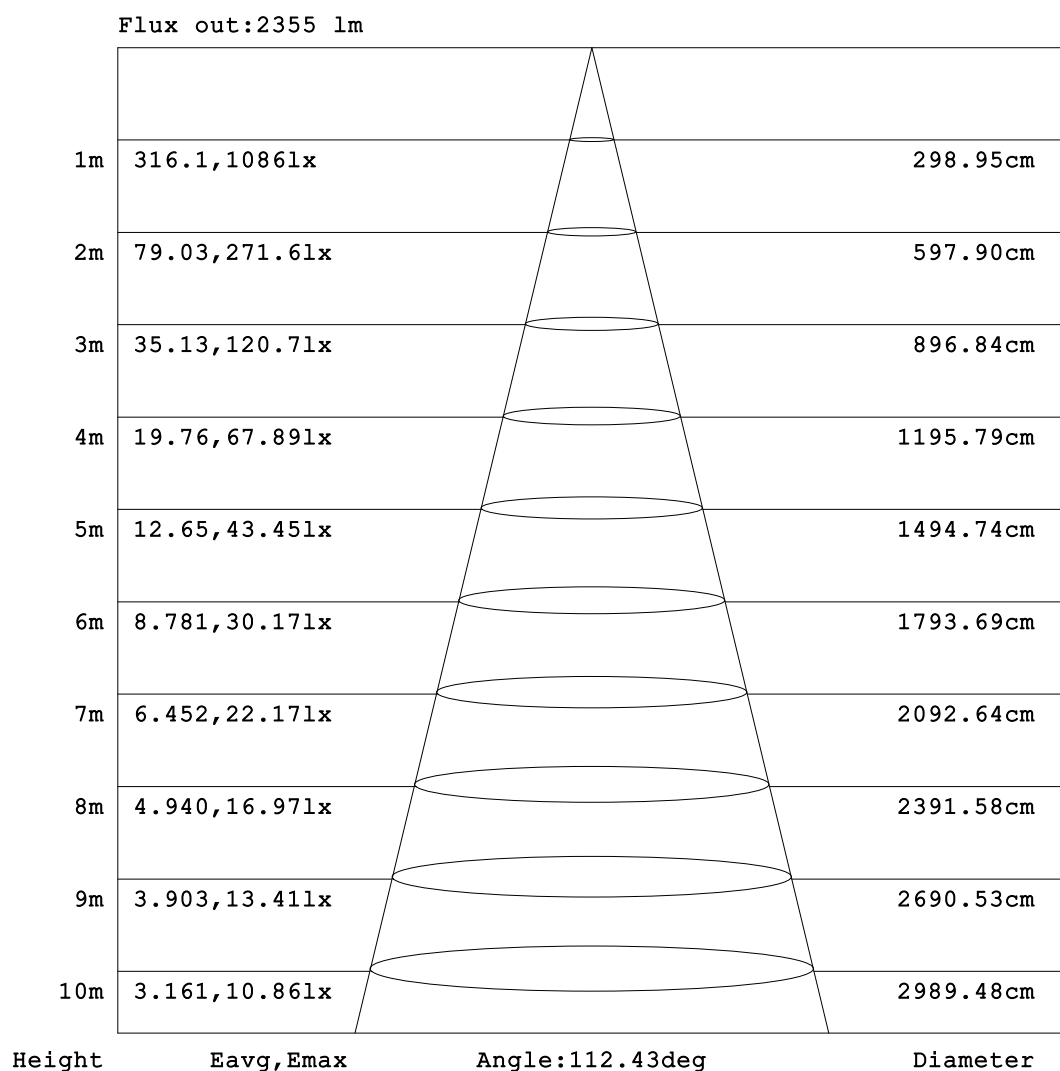 Flux out:2355 lm
1m 316.1,1086lx 298.95cm
2m 79.03,271.6lx 597.90cm
3m 35.13,120.7lx 896.84cm
4m 19.76,67.89lx 1195.79cm
5m 12.65,43.45lx 1494.74cm
6m 8.781,30.17lx 1793.69cm
7m 6.452,22.17lx 2092.64cm
8m 4.940,16.97lx 2391.58cm
9m 3.903,13.41lx 2690.53cm
10m 3.161,10.86lx 2989.48cm
Height Eavg,Emax Angle:112.43deg Diameter